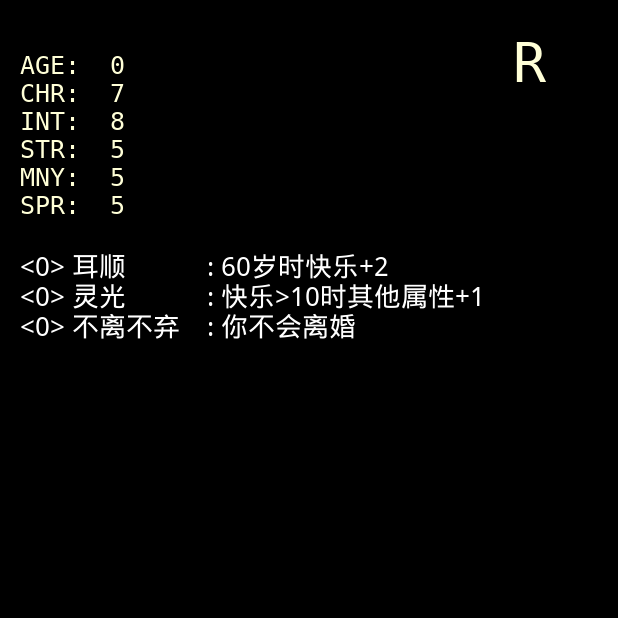 R
AGE: 0
CHR: 7
INT: 8
STR: 5
MNY: 5
SPR: 5
<0> 耳顺 : 60岁时快乐+2
<0> 灵光 : 快乐>10时其他属性+1
<0> 不离不弃 : 你不会离婚